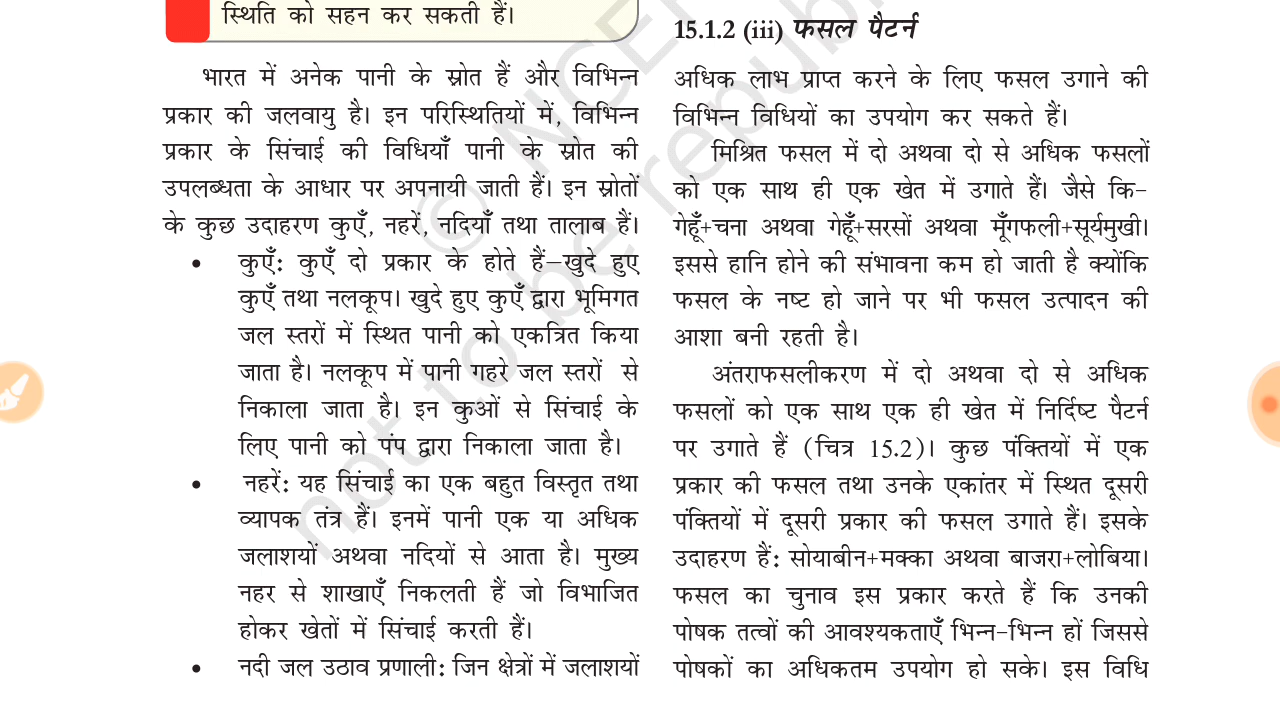 स्थिति को सहन कर सकती हैं।
भारत में अनेक पानी के स्रोत हैं और विभिन्न
प्रकार की जलवायु है। इन परिस्थितियों में, विभिन्न
प्रकार के सिंचाई की विधियाँ पानी के स्रोत की
उपलब्धता के आधार पर अपनायी जाती हैं। इन स्रोतों
के कुछ उदाहरण कुएँ, नहरें, नदियाँ तथा तालाब हैं।
• कुएँ: कुएँ दो प्रकार के होते हैं–खुदे हुए
कुएँ तथा नलकूप। खुदे हुए कुएँ द्वारा भूमिगत
जल स्तरों में स्थित पानी को एकत्रित किया
जाता है। नलकूप में पानी गहरे जल स्तरों से
निकाला जाता है। इन कुओं से सिंचाई के
लिए पानी को पंप द्वारा निकाला जाता है।
• नहरें: यह सिंचाई का एक बहुत विस्तृत तथा
व्यापक तंत्र हैं। इनमें पानी एक या अधिक
जलाशयों अथवा नदियों से आता है। मुख्य
नहर से शाखाएँ निकलती हैं जो विभाजित
होकर खेतों में सिंचाई करती हैं।
• नदी जल उठाव प्रणाली: जिन क्षेत्रों में जलाशयों
15.1.2 (iii) फसल पैटर्न
अधिक लाभ प्राप्त करने के लिए फसल उगाने की
विभिन्न विधियों का उपयोग कर सकते हैं।
मिश्रित फसल में दो अथवा दो से अधिक फसलों
को एक साथ ही एक खेत में उगाते हैं। जैसे कि-
गेहूँ+चना अथवा गेहूँ+सरसों अथवा मूँगफली+सूर्यमुखी।
इससे हानि होने की संभावना कम हो जाती है क्योंकि
फसल के नष्ट हो जाने पर भी फसल उत्पादन की
आशा बनी रहती है।
अंतराफसलीकरण में दो अथवा दो से अधिक
फसलों को एक साथ एक ही खेत में निर्दिष्ट पैटर्न
पर उगाते हैं (चित्र 15.2)। कुछ पंक्तियों में एक
प्रकार की फसल तथा उनके एकांतर में स्थित दूसरी
पंक्तियों में दूसरी प्रकार की फसल उगाते हैं। इसके
उदाहरण हैं: सोयाबीन+मक्का अथवा बाजरा+लोबिया।
फसल का चुनाव इस प्रकार करते हैं कि उनकी
पोषक तत्वों की आवश्यकताएँ भिन्न-भिन्न हों जिससे
पोषकों का अधिकतम उपयोग हो सके। इस विधि
© NCE
not to be republ